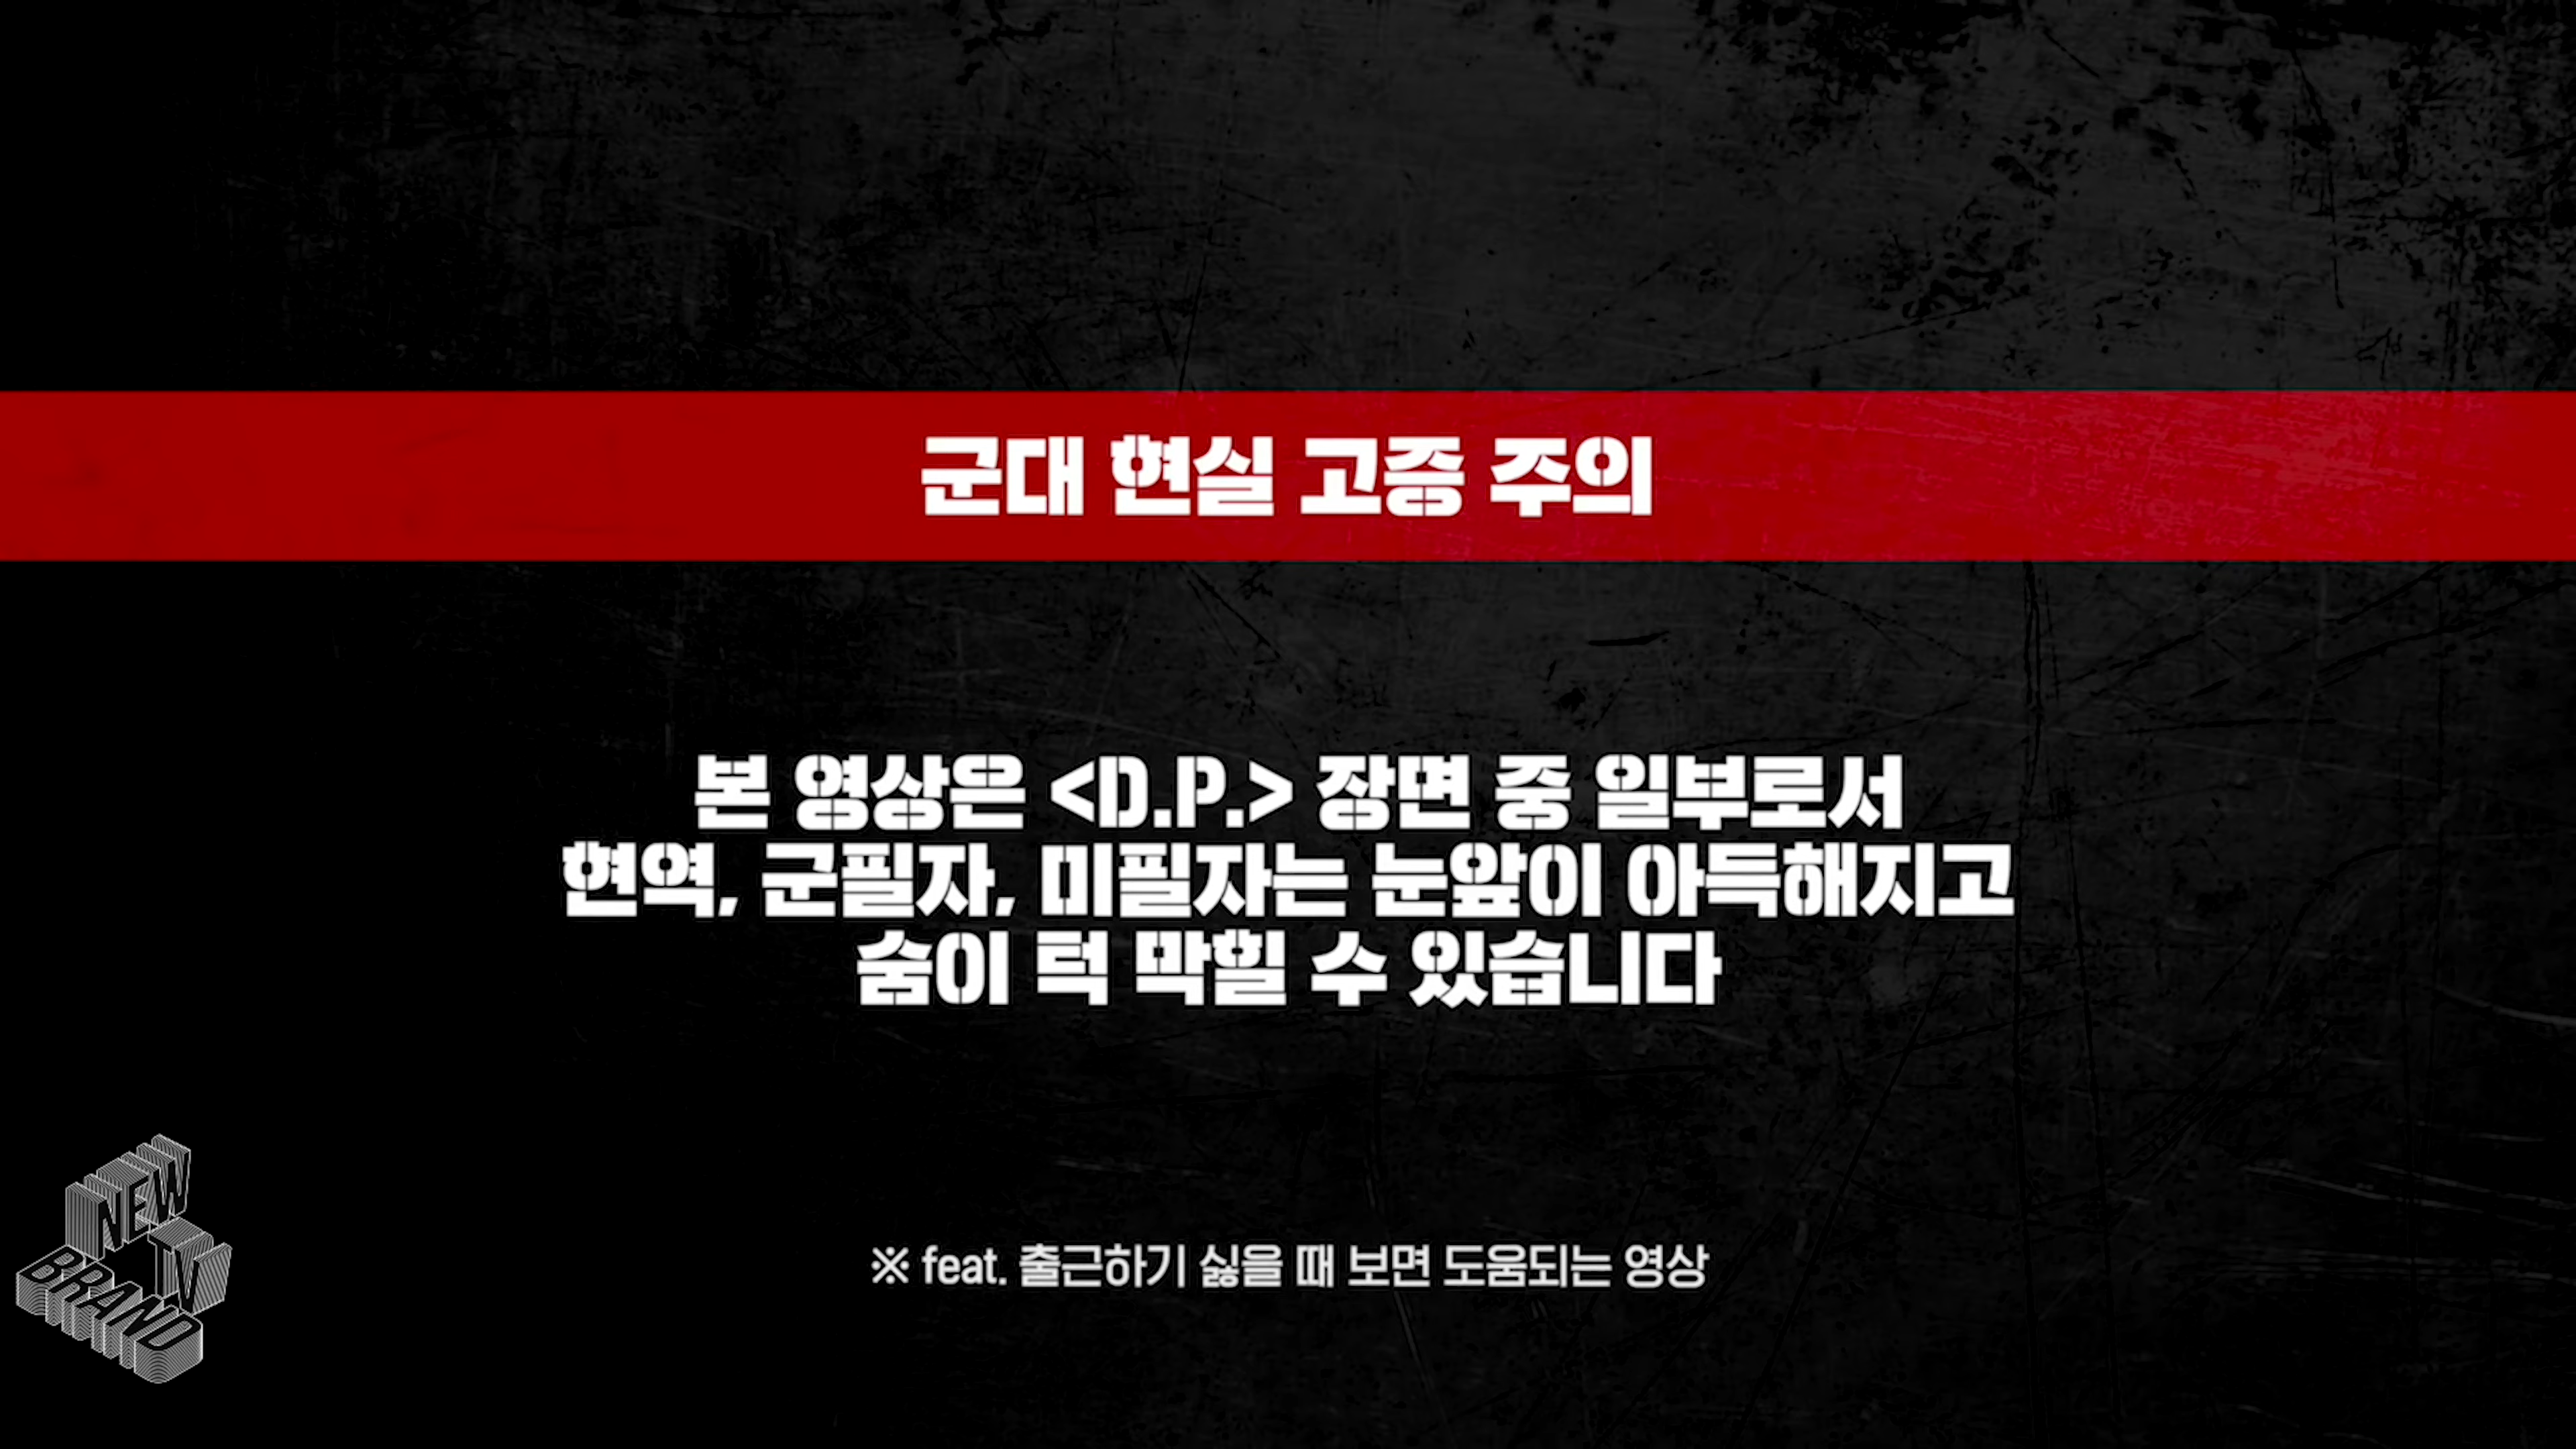 군대 현실 고증 주의
본 영상은 <D.P.> 장면 중 일부로서
현역, 군필자, 미필자는 눈앞이 아득해지고
숨이 턱 막힐 수 있습니다
※ feat. 출근하기 싫을 때 보면 도움되는 영상
NEW
TV
BRAND